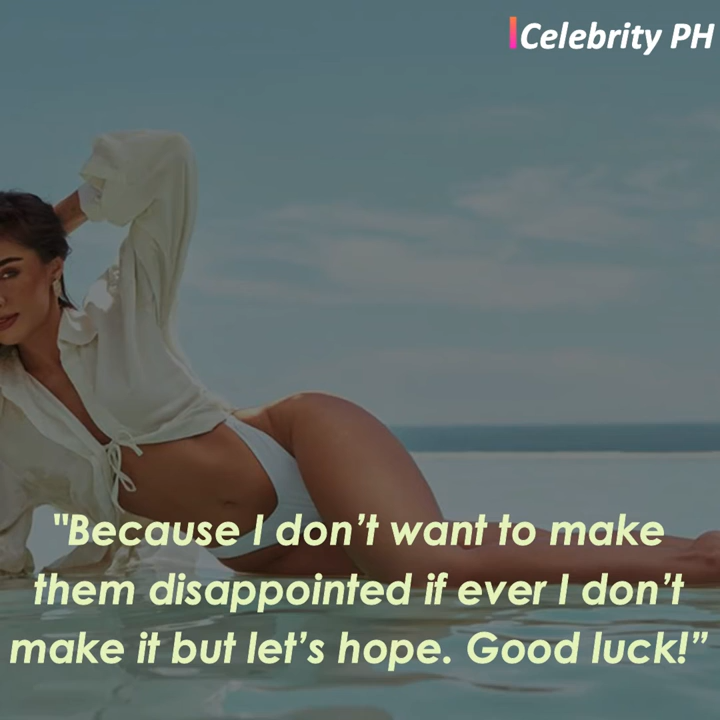 Celebrity PH
"Because I don’t want to make
them disappointed if ever I don’t
make it but let’s hope. Good luck!”